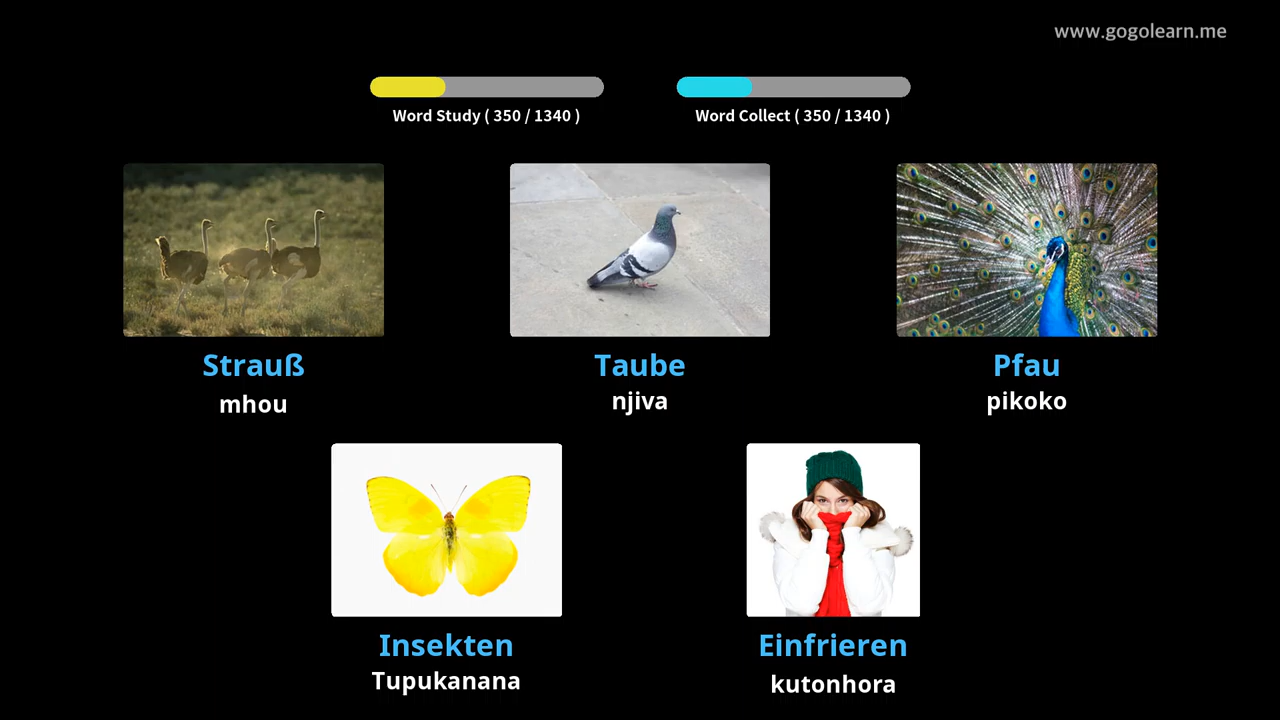 www.gogolearn.me
Word Study ( 350 / 1340 )
Word Collect ( 350 / 1340 )
Strauß
mhou
Taube
njiva
Pfau
pikoko
Insekten
Tupukanana
Einfrieren
kutonhora